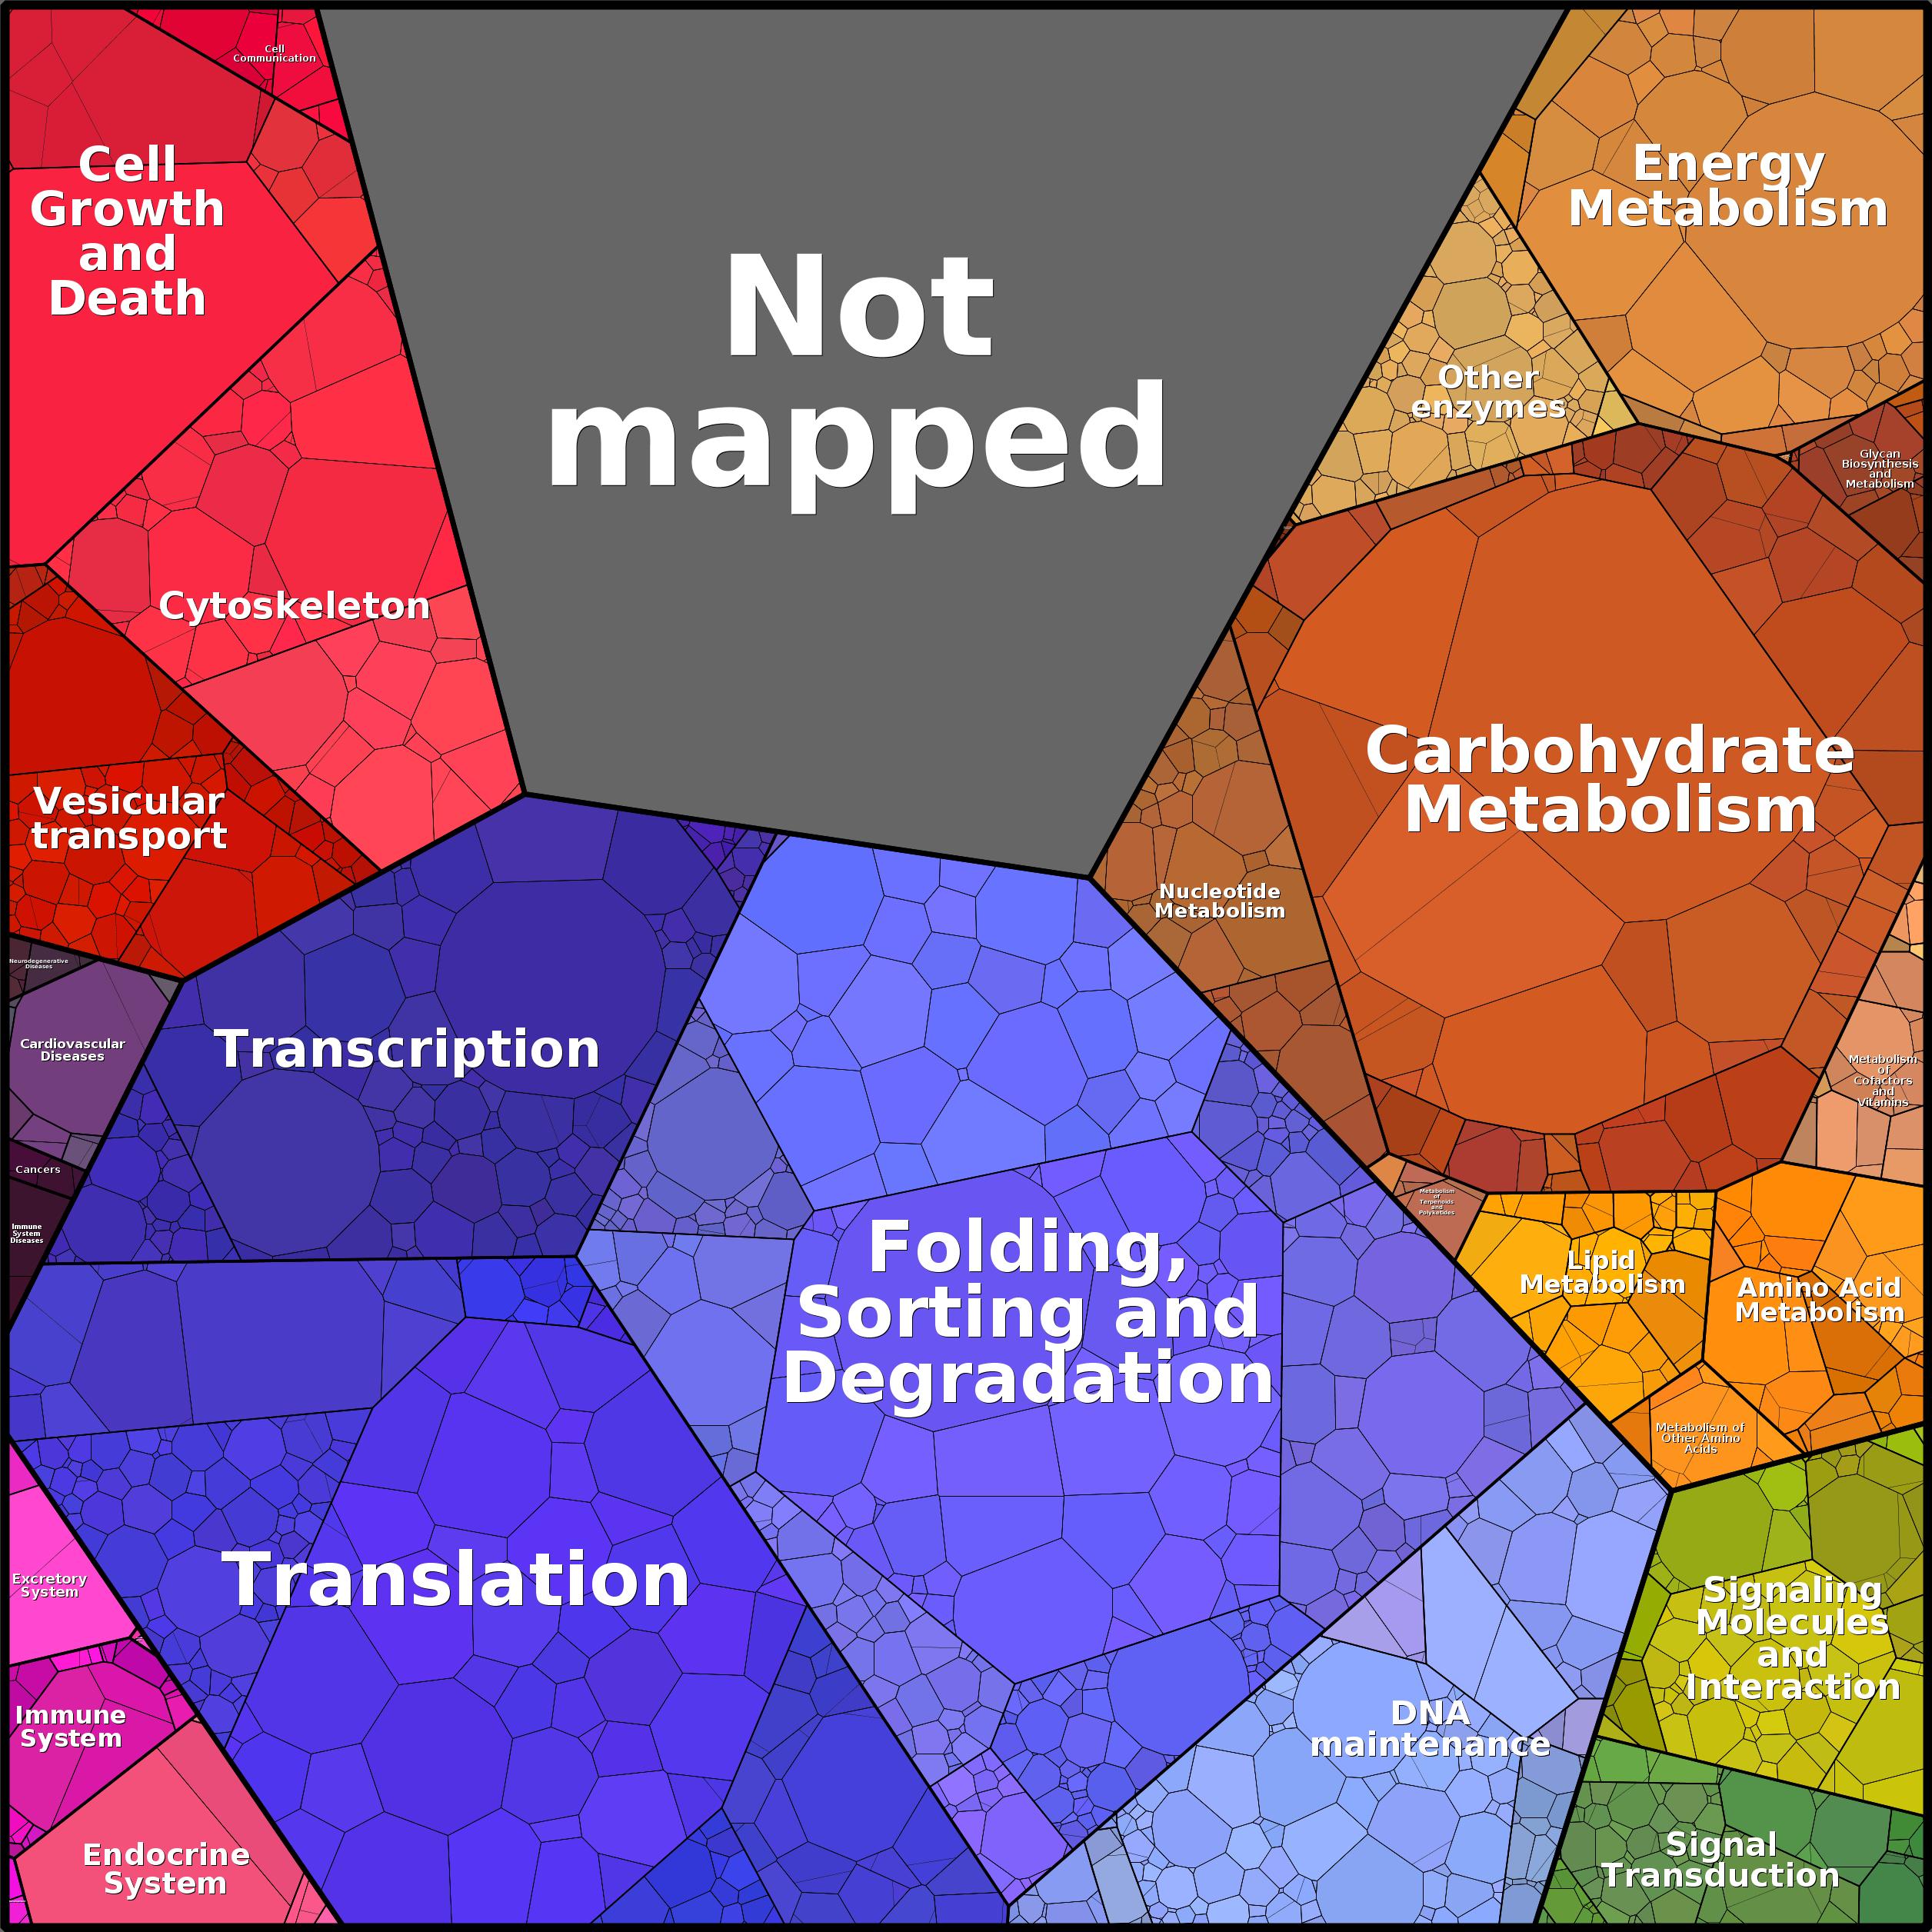 Cell
Communication
Cell
Growth
and
Death
Not
mapped
Energy
Metabolism
Other
enzymes
Glycan
Biosynthesis
and
Metabolism
Cytoskeleton
Carbohydrate
Metabolism
Vesicular
transport
Nucleotide
Metabolism
Neurodegenerative
Diseases
Cardiovascular
Diseases
Transcription
Metabolism
of
Cofactors
and
Vitamins
Cancers
Immune
System
Diseases
Metabolism
of
Terpenoids
and
Polyketides
Folding,
Sorting and
Degradation
Lipid
Metabolism
Amino Acid
Metabolism
Metabolism of
Other Amino
Acids
Translation
Excretory
System
Signaling
Molecules
and
Interaction
Immune
System
DNA
maintenance
Endocrine
System
Signal
Transduction